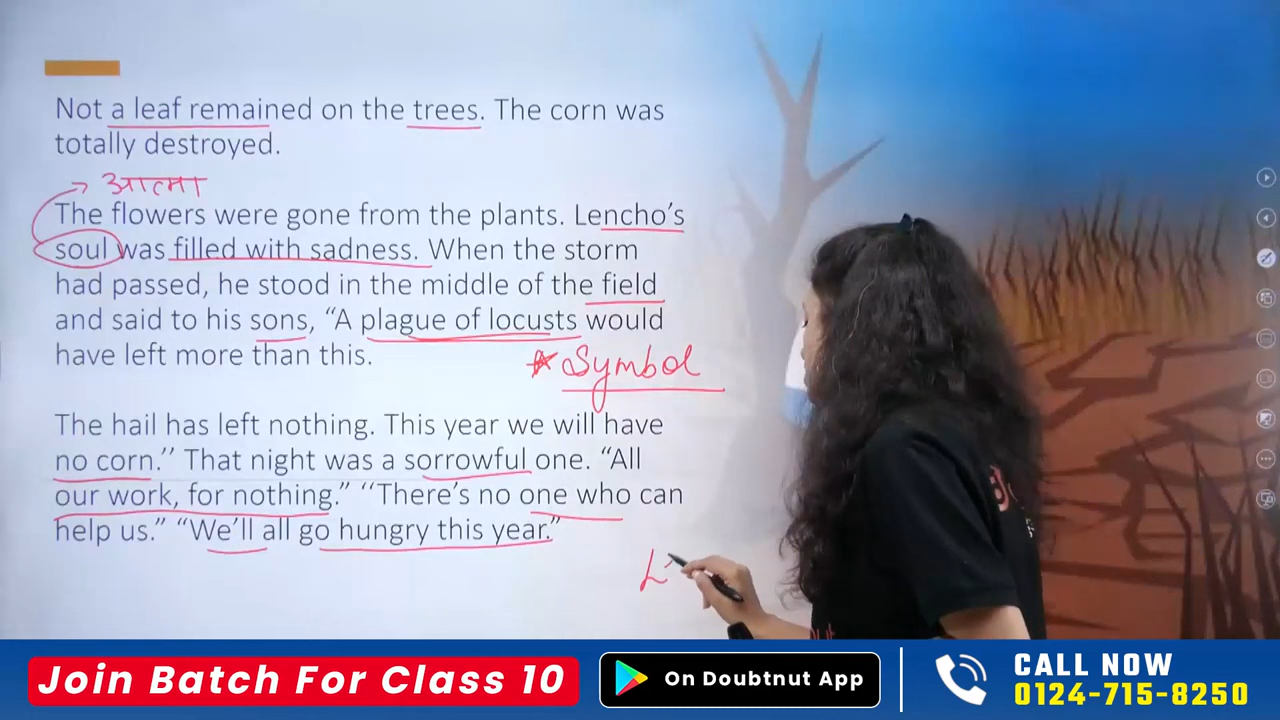 Not a leaf remained on the trees. The corn was
totally destroyed.
आत्मा
The flowers were gone from the plants. Lencho’s
soul was filled with sadness. When the storm
had passed, he stood in the middle of the field
and said to his sons, “A plague of locusts would
have left more than this.
Symbol
The hail has left nothing. This year we will have
no corn.’’ That night was a sorrowful one. “All
our work, for nothing.” ‘‘There’s no one who can
help us.” “We’ll all go hungry this year.”
Join Batch For Class 10
On Doubtnut App
CALL NOW
0124-715-8250